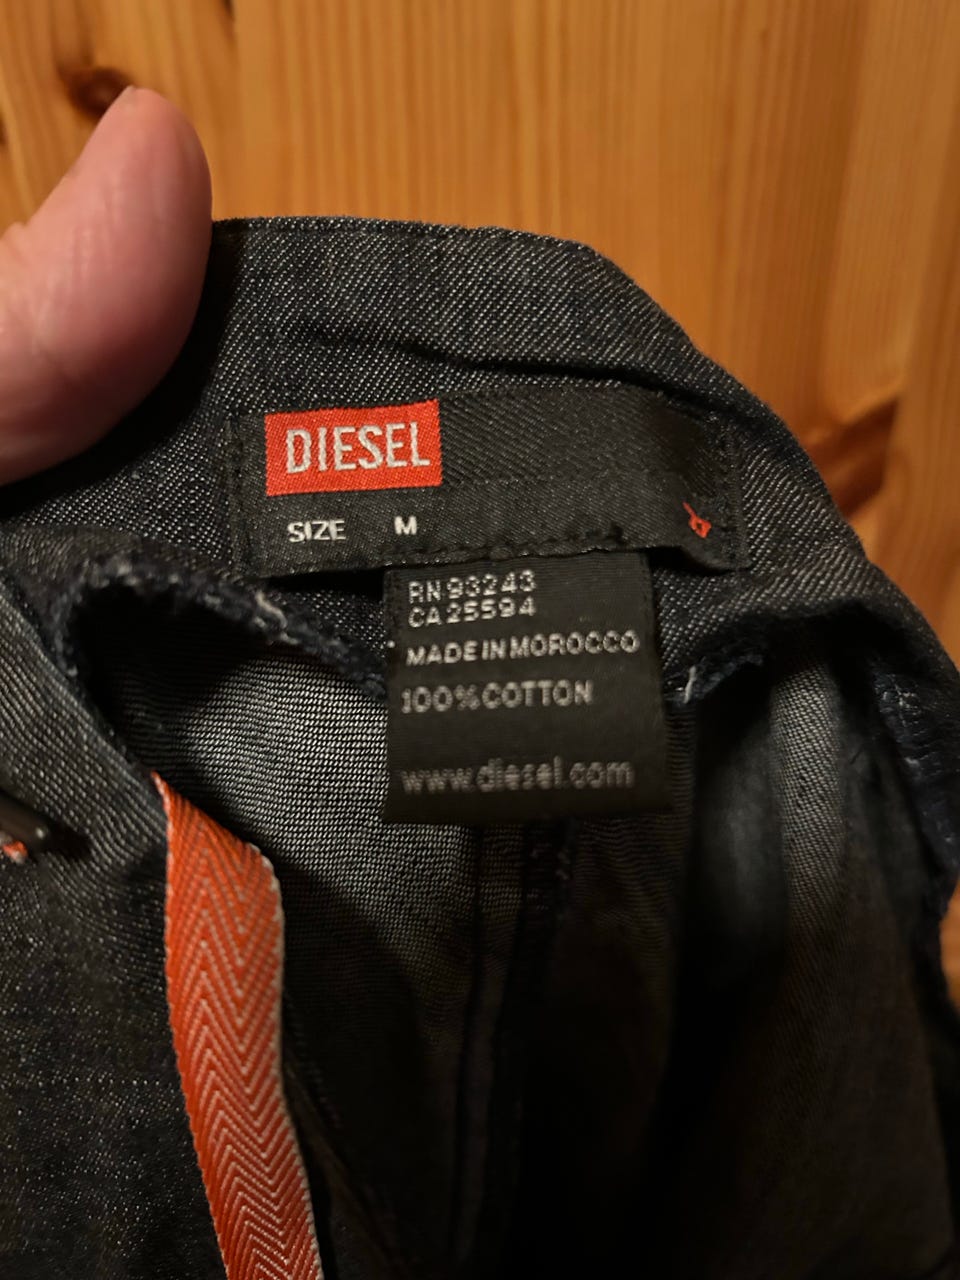 DIESEL
SIZE M
RN 93243
CA 25594
MADE IN MOROCCO
100% COTTON
www.diesel.com